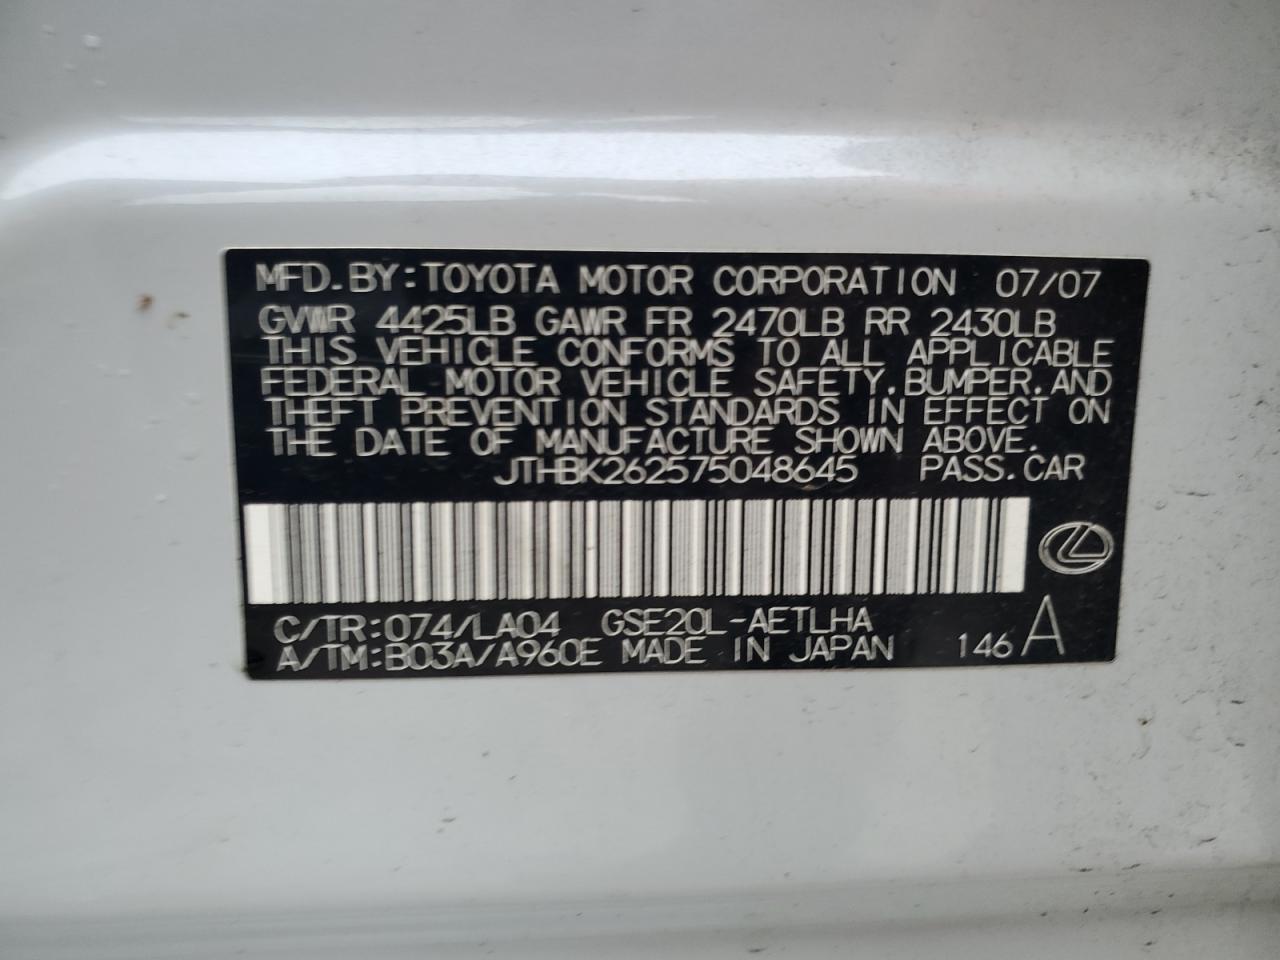 MFD.BY:TOYOTA MOTOR CORPORATION 07/07
GVWR 4425LB GAWR FR 2470LB RR 2430LB
THIS VEHICLE CONFORMS TO ALL APPLICABLE
FEDERAL MOTOR VEHICLE SAFETY,BUMPER,AND
THEFT PREVENTION STANDARDS IN EFFECT ON
THE DATE OF MANUFACTURE SHOWN ABOVE.
JTHBK262575048645 PASS.CAR
C/TR:074/LA04 GSE20L-AETLHA
A/TM:B03A/A960E MADE IN JAPAN 146 A